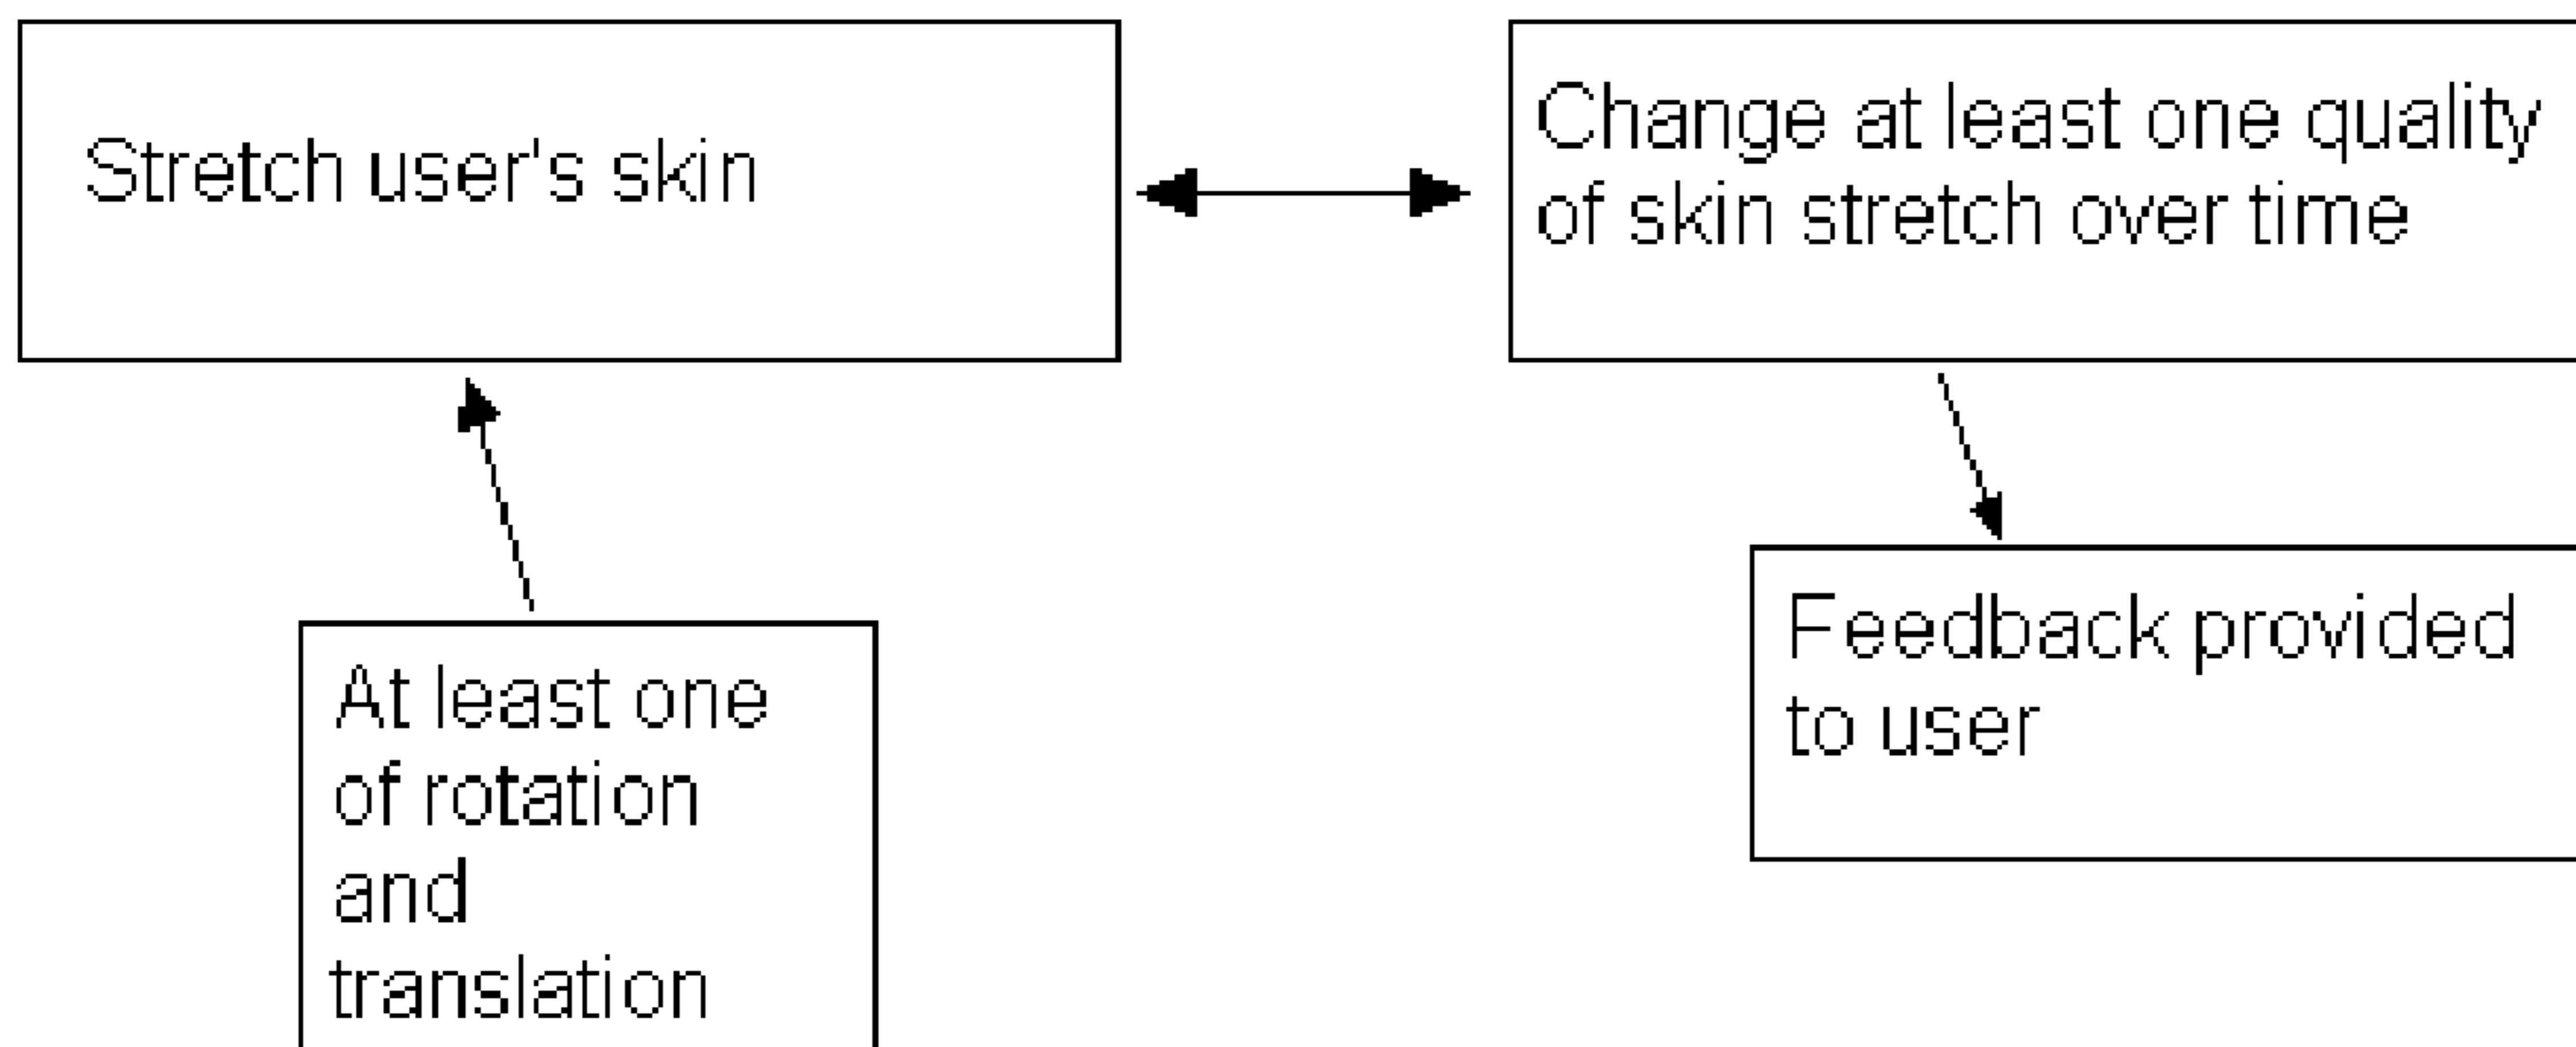 Stretch user's skin
Change at least one quality
of skin stretch over time
Feedback provided
to user
At least one
of rotation
and
translation